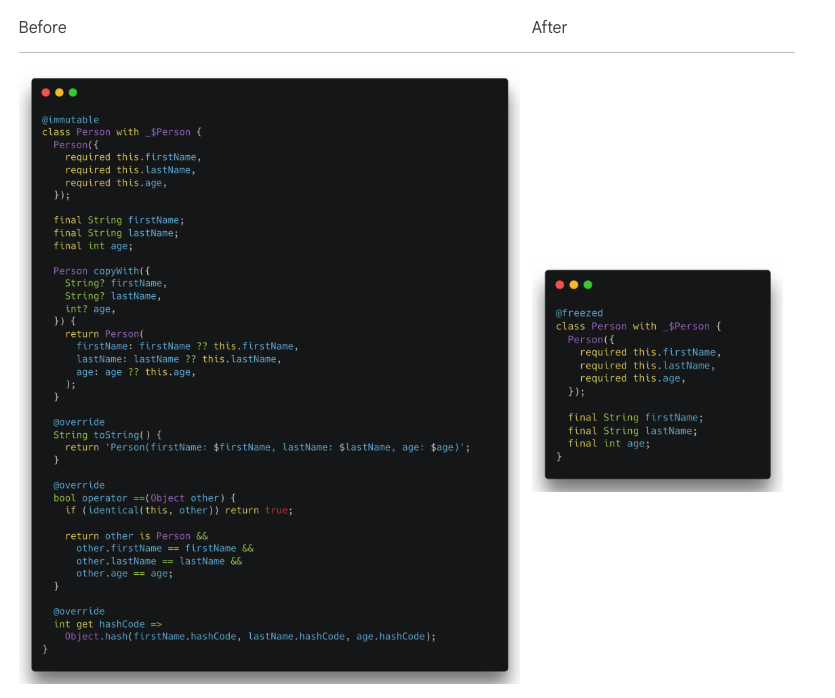 Before
After
@immutable
class Person with _$Person {
  Person({
    required this.firstName,
    required this.lastName,
    required this.age,
  });

  final String firstName;
  final String lastName;
  final int age;

  Person copyWith({
    String? firstName,
    String? lastName,
    int? age,
  }) {
    return Person(
      firstName: firstName ?? this.firstName,
      lastName: lastName ?? this.lastName,
      age: age ?? this.age,
    );
  }

  @override
  String toString() {
    return 'Person(firstName: $firstName, lastName: $lastName, age: $age)';
  }

  @override
  bool operator ==(Object other) {
    if (identical(this, other)) return true;

    return other is Person &&
      other.firstName == firstName &&
      other.lastName == lastName &&
      other.age == age;
  }

  @override
  int get hashCode =>
    Object.hash(firstName.hashCode, lastName.hashCode, age.hashCode);
}
@freezed
class Person with _$Person {
  Person({
    required this.firstName,
    required this.lastName,
    required this.age,
  });

  final String firstName;
  final String lastName;
  final int age;
}